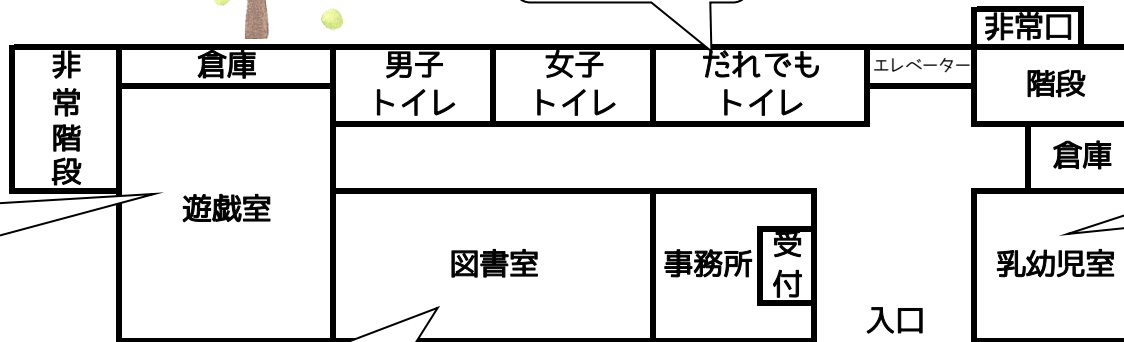 非常口
非常階段
倉庫
男子
トイレ
女子
トイレ
だれでも
トイレ
エレベーター
階段
倉庫
遊戯室
図書室
事務所
受付
乳幼児室
入口